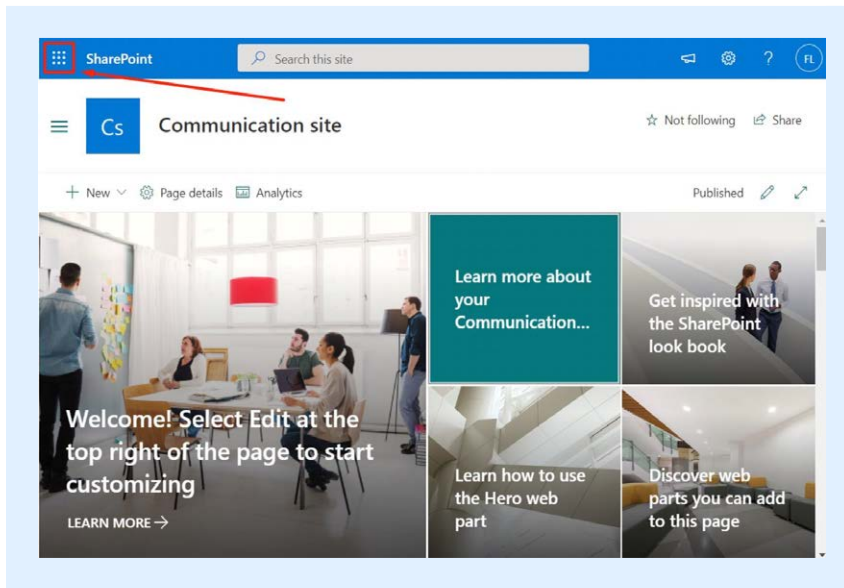 SharePoint
Search this site
?
FL
Cs
Communication site
Not following
Share
New
Page details
Analytics
Published
Welcome! Select Edit at the
top right of the page to start
customizing
LEARN MORE →
Learn more about
your
Communication...
Get inspired with
the SharePoint
look book
Learn how to use
the Hero web
part
Discover web
parts you can add
to this page